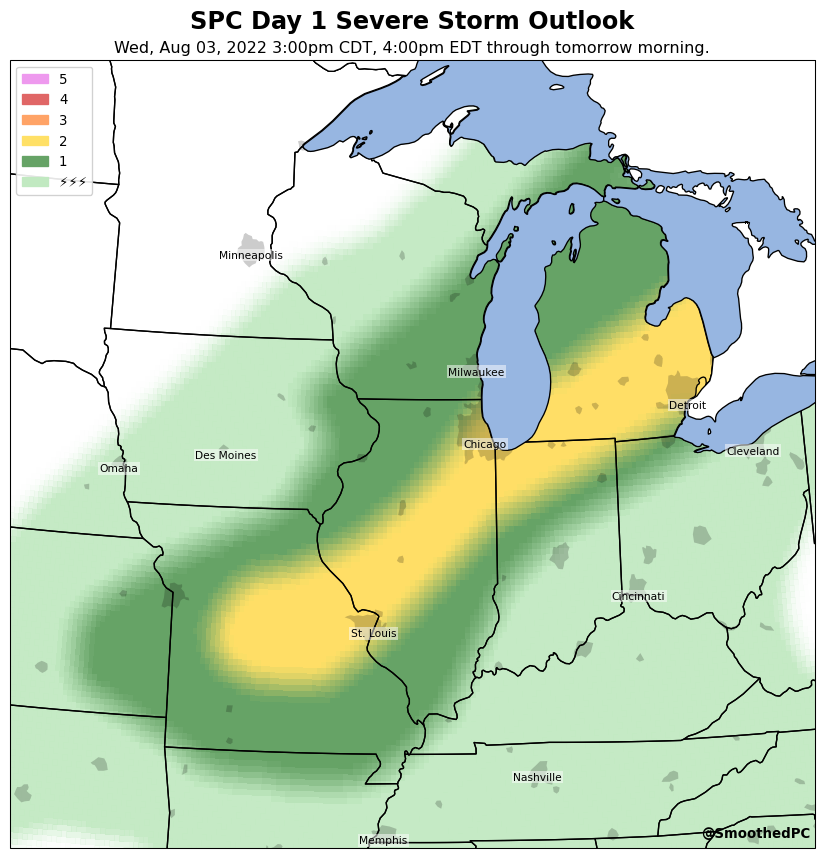 SPC Day 1 Severe Storm Outlook
Wed, Aug 03, 2022 3:00pm CDT, 4:00pm EDT through tomorrow morning.
5
4
3
2
1
⚡⚡⚡
Minneapolis
Milwaukee
Detroit
Chicago
Cleveland
Des Moines
Omaha
Cincinnati
St. Louis
Nashville
@SmoothedPC
Memphis